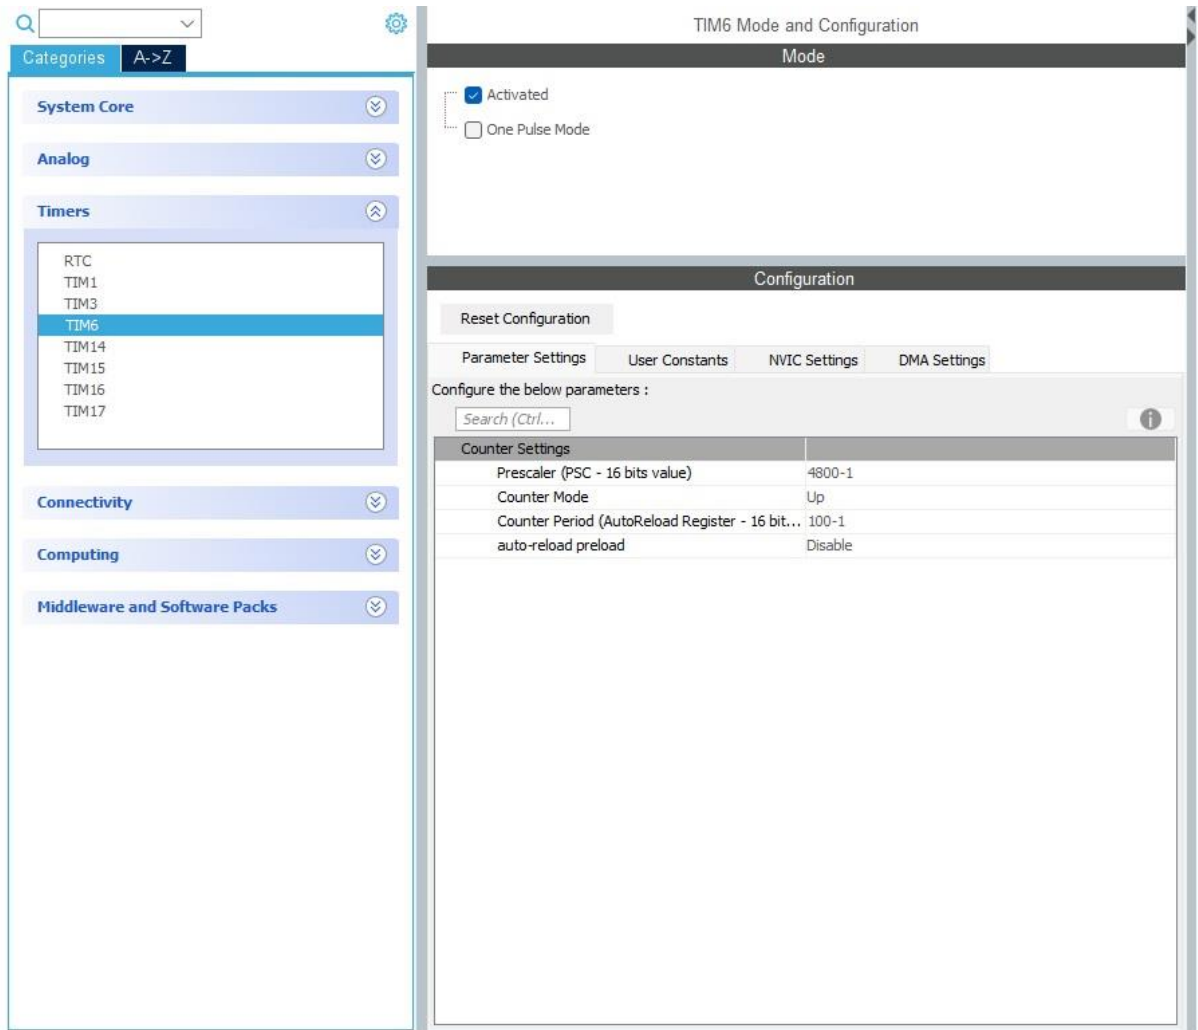 Categories
A->Z
System Core
Analog
Timers
RTC
TIM1
TIM3
TIM6
TIM14
TIM15
TIM16
TIM17
Connectivity
Computing
Middleware and Software Packs
TIM6 Mode and Configuration
Mode
Activated
One Pulse Mode
Configuration
Reset Configuration
Parameter Settings User Constants NVIC Settings DMA Settings
Configure the below parameters :
Search (Ctrl...
Counter Settings
Prescaler (PSC - 16 bits value) 4800-1
Counter Mode Up
Counter Period (AutoReload Register - 16 bit... 100-1
auto-reload preload Disable